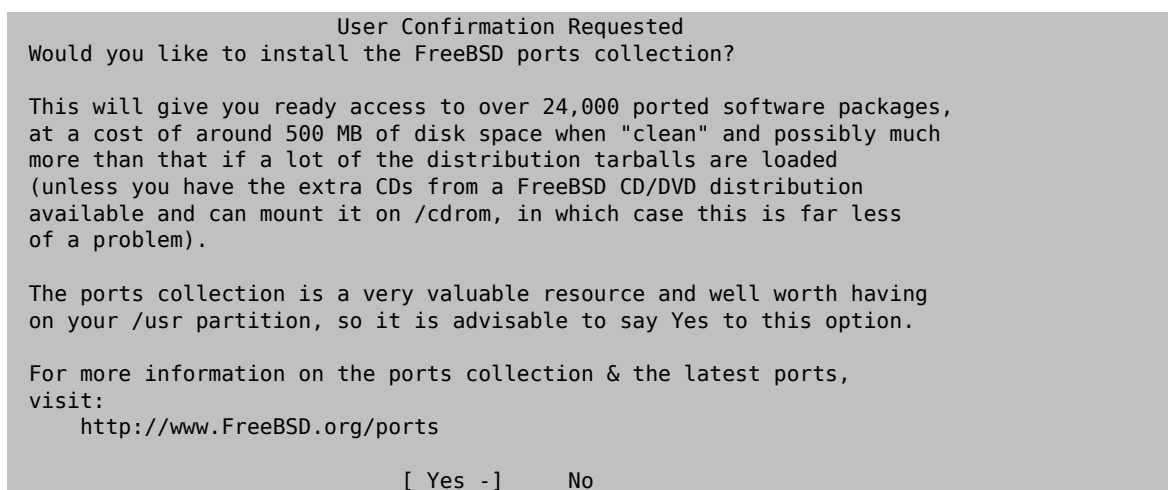 User Confirmation Requested
Would you like to install the FreeBSD ports collection?
This will give you ready access to over 24,000 ported software packages,
at a cost of around 500 MB of disk space when "clean" and possibly much
more than that if a lot of the distribution tarballs are loaded
(unless you have the extra CDs from a FreeBSD CD/DVD distribution
available and can mount it on /cdrom, in which case this is far less
of a problem).
The ports collection is a very valuable resource and well worth having
on your /usr partition, so it is advisable to say Yes to this option.
For more information on the ports collection & the latest ports,
visit:
http://www.FreeBSD.org/ports
[ Yes -] No